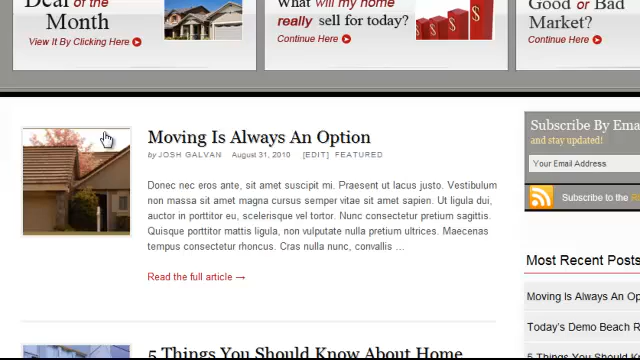 Deal of the
Month
View It By Clicking Here
What will my home
really sell for today?
Continue Here
Good or Bad
Market?
Continue Here
Moving Is Always An Option
by JOSH GALVAN August 31, 2010 [EDIT] FEATURED
Donec nec eros ante, sit amet suscipit mi. Praesent ut lacus justo. Vestibulum
non massa sit amet magna cursus semper vitae sit amet sapien. Ut ligula dui,
auctor in porttitor eu, scelerisque vel tortor. Nunc consectetur pretium sagittis.
Quisque porttitor mattis ligula, non vulputate nulla pretium ultrices. Maecenas
tempus consectetur rhoncus. Cras nulla nunc, convallis ...
Read the full article →
Subscribe By Ema
and stay updated!
Your Email Address
Subscribe to the
Most Recent Posts
Moving Is Always An Op
Today's Demo Beach R
5 Things You Should K
5 Things You Should Know About Home